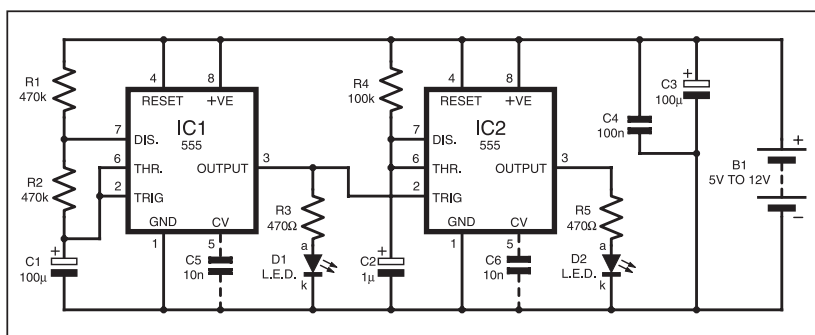 R1
470k
R2
470k
C1
100µ
+
4
8
RESET
+VE
IC1
555
7
DIS.
6
THR.
2
TRIG
OUTPUT
3
GND
CV
1
5
C5
10n
R3
470Ω
a
D1
L.E.D.
k
R4
100k
+
C2
1µ
4
8
RESET
+VE
IC2
555
7
DIS.
6
THR.
2
TRIG
OUTPUT
3
GND
CV
1
5
C6
10n
R5
470Ω
a
D2
L.E.D.
k
C4
100n
C3
100µ
+
B1
5V TO 12V
+
−